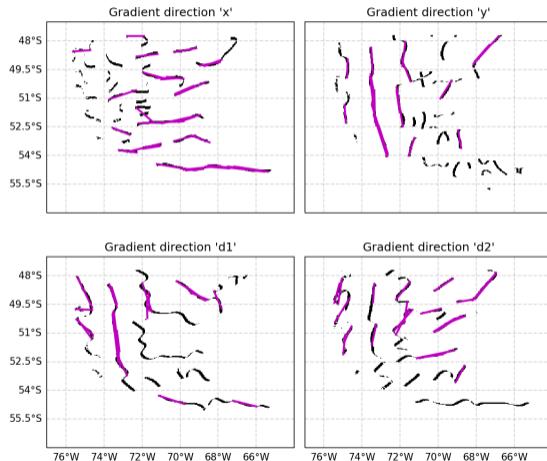 Gradient direction 'x'
Gradient direction 'y'
48°S
49.5°S
51°S
52.5°S
54°S
55.5°S
Gradient direction 'd1'
Gradient direction 'd2'
48°S
49.5°S
51°S
52.5°S
54°S
55.5°S
76°W 74°W 72°W 70°W 68°W 66°W 76°W 74°W 72°W 70°W 68°W 66°W